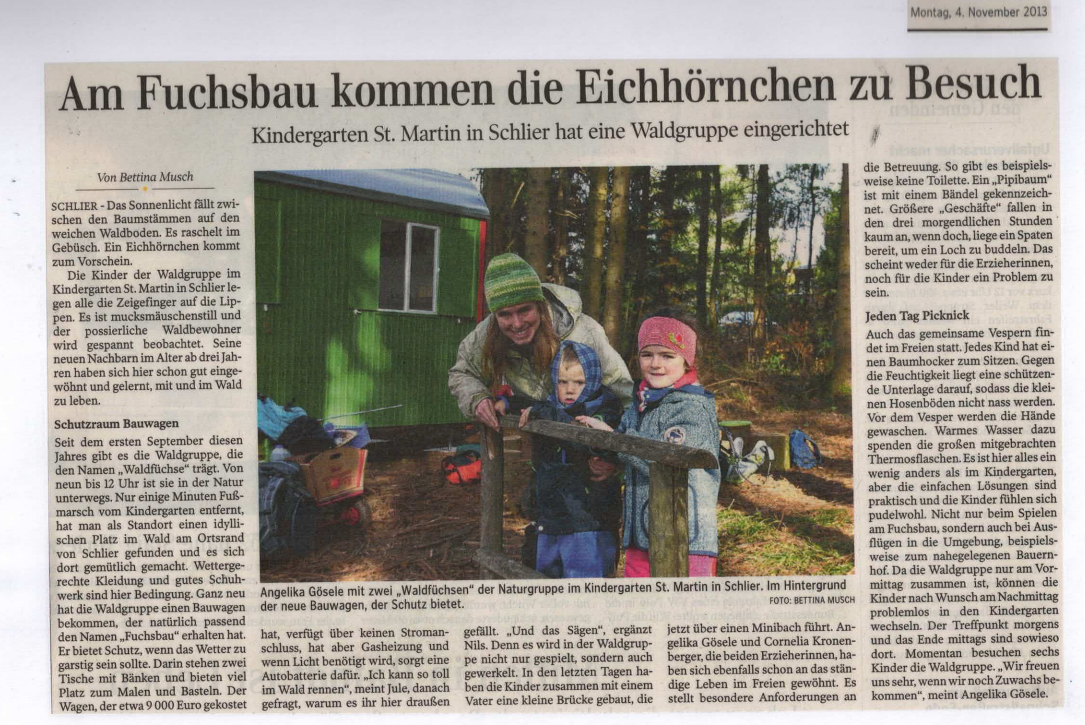 Montag, 4. November 2013
Am Fuchsbau kommen die Eichhörnchen zu Besuch
Kindergarten St. Martin in Schlier hat eine Waldgruppe eingerichtet
Von Bettina Musch
SCHLIER - Das Sonnenlicht fällt zwi-
schen den Baumstämmen auf den
weichen Waldboden. Es raschelt im
Gebüsch. Ein Eichhörnchen kommt
zum Vorschein.
Die Kinder der Waldgruppe im
Kindergarten St. Martin in Schlier le-
gen alle die Zeigefinger auf die Lip-
pen. Es ist mucksmäuschenstill und
der possierliche Waldbewohner
wird gespannt beobachtet. Seine
neuen Nachbarn im Alter ab drei Jah-
ren haben sich hier schon gut einge-
wöhnt und gelernt, mit und im Wald
zu leben.
Schutzraum Bauwagen
Seit dem ersten September diesen
Jahres gibt es die Waldgruppe, die
den Namen „Waldfüchse“ trägt. Von
neun bis 12 Uhr ist sie in der Natur
unterwegs. Nur einige Minuten Fuß-
marsch vom Kindergarten entfernt,
hat man als Standort einen idylli-
schen Platz im Wald am Ortsrand
von Schlier gefunden und es sich
dort gemütlich gemacht. Wetterge-
rechte Kleidung und gutes Schuh-
werk sind hier Bedingung. Ganz neu
hat die Waldgruppe einen Bauwagen
bekommen, der natürlich passend
den Namen „Fuchsbau“ erhalten hat.
Er bietet Schutz, wenn das Wetter zu
garstig sein sollte. Darin stehen zwei
Tische mit Bänken und bieten viel
Platz zum Malen und Basteln. Der
Wagen, der etwa 9 000 Euro gekostet
Angelika Gösele mit zwei „Waldfüchsen“ der Naturgruppe im Kindergarten St. Martin in Schlier. Im Hintergrund
der neue Bauwagen, der Schutz bietet.
FOTO: BETTINA MUSCH
hat, verfügt über keinen Stroman-
schluss, hat aber Gasheizung und
wenn Licht benötigt wird, sorgt eine
Autobatterie dafür. „Ich kann so toll
im Wald rennen“, meint Jule, danach
gefragt, warum es ihr hier draußen
gefällt. „Und das Sägen“, ergänzt
Nils. Denn es wird in der Waldgrup-
pe nicht nur gespielt, sondern auch
gewerkelt. In den letzten Tagen ha-
ben die Kinder zusammen mit einem
Vater eine kleine Brücke gebaut, die
jetzt über einen Minibach führt. An-
gelika Gösele und Cornelia Kronen-
berger, die beiden Erzieherinnen, ha-
ben sich ebenfalls schon an das stän-
dige Leben im Freien gewöhnt. Es
stellt besondere Anforderungen an
die Betreuung. So gibt es beispiels-
weise keine Toilette. Ein „Pipibaum“
ist mit einem Bändel gekennzeich-
net. Größere „Geschäfte“ fallen in
den drei morgendlichen Stunden
kaum an, wenn doch, liege ein Spaten
bereit, um ein Loch zu buddeln. Das
scheint weder für die Erzieherinnen,
noch für die Kinder ein Problem zu
sein.
Jeden Tag Picknick
Auch das gemeinsame Vespern fin-
det im Freien statt. Jedes Kind hat ei-
nen Baumhocker zum Sitzen. Gegen
die Feuchtigkeit liegt eine schützen-
de Unterlage darauf, sodass die klei-
nen Hosenböden nicht nass werden.
Vor dem Vesper werden die Hände
gewaschen. Warmes Wasser dazu
spenden die großen mitgebrachten
Thermosflaschen. Es ist hier alles ein
wenig anders als im Kindergarten,
aber die einfachen Lösungen sind
praktisch und die Kinder fühlen sich
pudelwohl. Nicht nur beim Spielen
am Fuchsbau, sondern auch bei Aus-
flügen in die Umgebung, beispiels-
weise zum nahegelegenen Bauern-
hof. Da die Waldgruppe nur am Vor-
mittag zusammen ist, können die
Kinder nach Wunsch am Nachmittag
problemlos in den Kindergarten
wechseln. Der Treffpunkt morgens
und das Ende mittags sind sowieso
dort. Momentan besuchen sechs
Kinder die Waldgruppe. „Wir freuen
uns sehr, wenn wir noch Zuwachs be-
kommen“, meint Angelika Gösele.